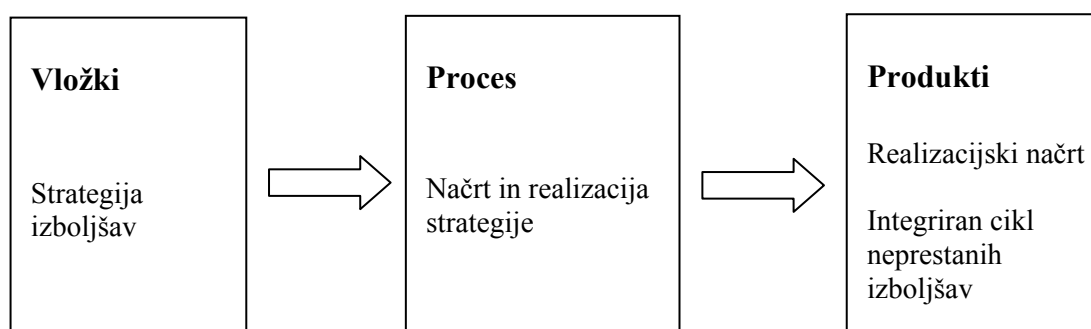 Vložki
Strategija
izboljšav
Proces
Načrt in realizacija
strategije
Produkti
Realizacijski načrt
Integriran cikl
neprestanih
izboljšav